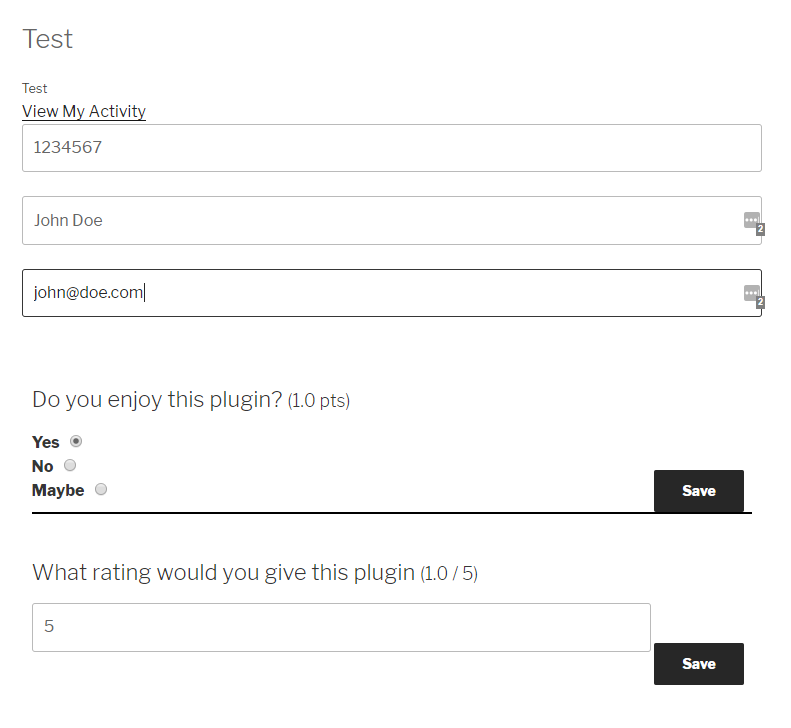 Test
Test
View My Activity
1234567
John Doe
2
john@doe.com
2
Do you enjoy this plugin? (1.0 pts)
Yes
No
Maybe
Save
What rating would you give this plugin (1.0 / 5)
5
Save